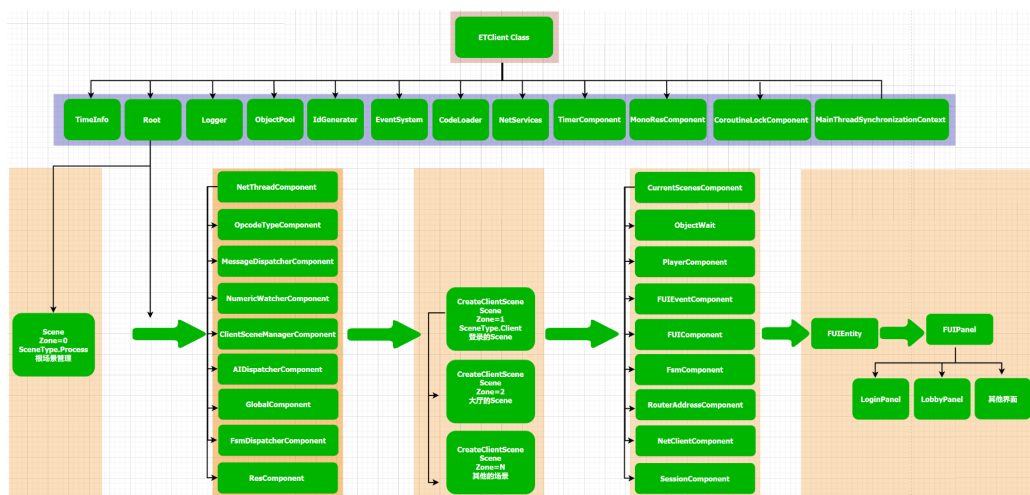 ETClient Class
TimeInfo
Root
Logger
ObjectPool
IdGenerater
EventSystem
CodeLoader
NetServices
TimerComponent
MonoResComponent
CoroutineLockComponent
MainThreadSynchronizationContext
Scene
Zone=0
SceneType.Process
根场景管理
NetThreadComponent
OpcodeTypeComponent
MessageDispatcherComponent
NumericWatcherComponent
ClientSceneManagerComponent
AIDispatcherComponent
GlobalComponent
FsmDispatcherComponent
ResComponent
CreateClientScene
Scene
Zone=1
SceneType.Client
登录的Scene
CreateClientScene
Scene
Zone=2
大厅的Scene
CreateClientScene
Scene
Zone=N
其他的场景
CurrentScenesComponent
ObjectWait
PlayerComponent
FUIEventComponent
FUIComponent
FsmComponent
RouterAddressComponent
NetClientComponent
SessionComponent
FUIEntity
FUIPanel
LoginPanel
LobbyPanel
其他界面